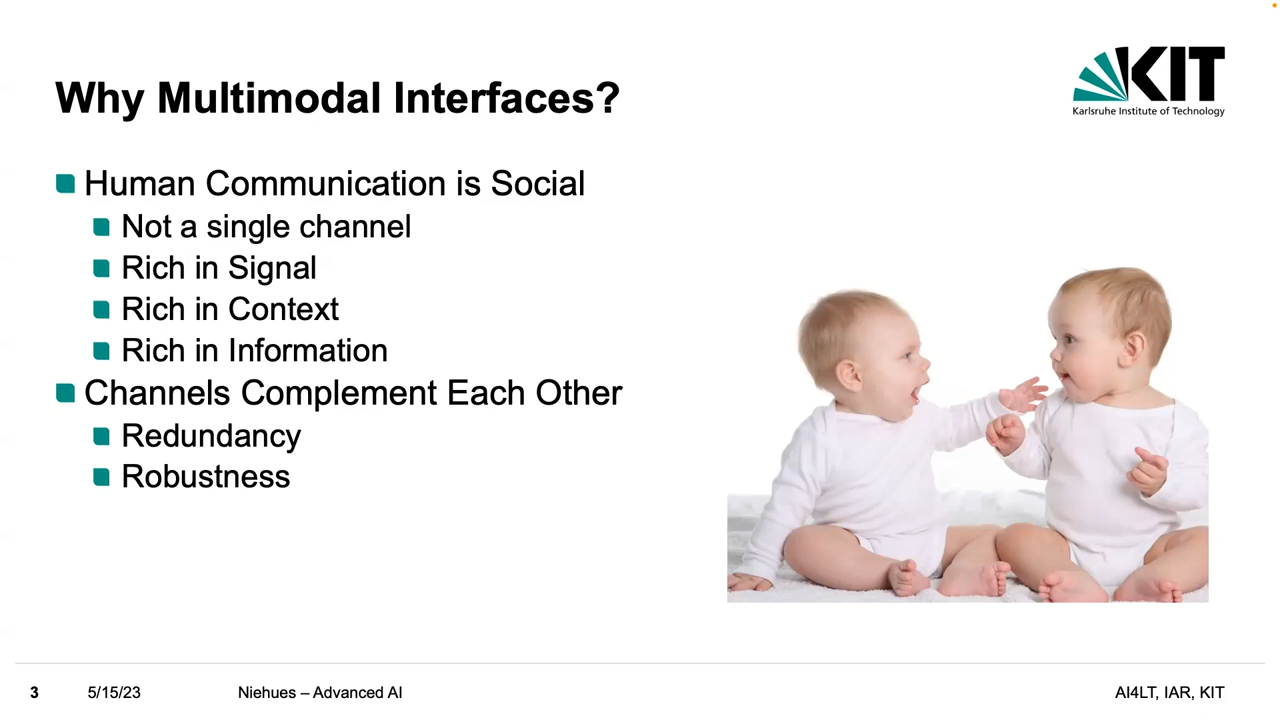 KIT
Karlsruhe Institute of Technology
Why Multimodal Interfaces?
Human Communication is Social
Not a single channel
Rich in Signal
Rich in Context
Rich in Information
Channels Complement Each Other
Redundancy
Robustness
3 5/15/23 Niehues – Advanced AI AI4LT, IAR, KIT